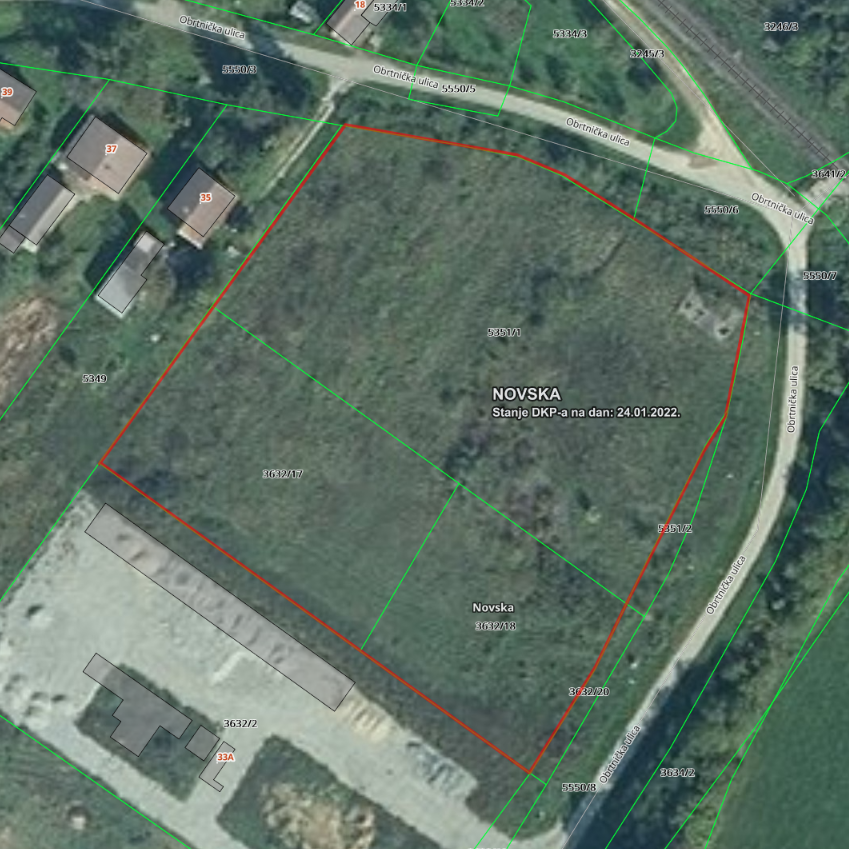 18
5334/1
5334/2
Obrtnička ulica
5334/3
3246/3
3245/3
5550/3
Obrtnička ulica
5550/5
39
Obrtnička ulica
37
3641/2
35
5550/6
Obrtnička ulica
5550/7
5351/1
5349
NOVSKA
Stanje DKP-a na dan: 24.01.2022.
Obrtnička ulica
3632/17
5351/2
Obrtnička ulica
Novska
3632/18
3632/20
3632/2
33A
Obrtnička ulica
3634/2
5550/8